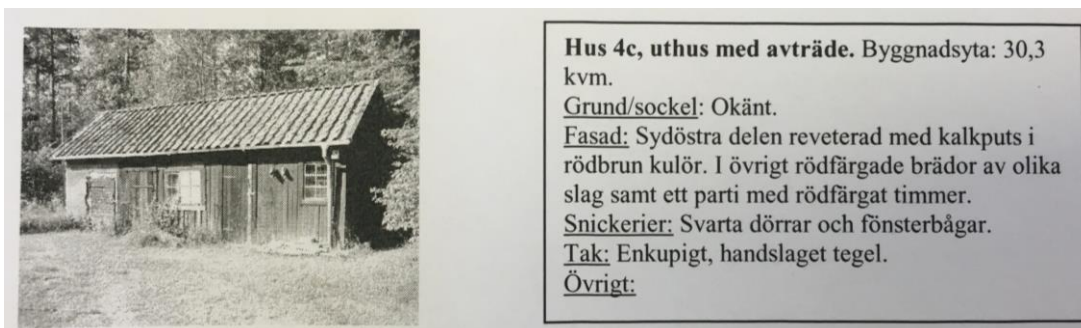 Hus 4c, uthus med avträde. Byggnadsyta: 30,3
kvm.
Grund/sockel: Okänt.
Fasad: Sydöstra delen reveterad med kalkputs i
rödbrun kulör. I övrigt rödfärgade brädor av olika
slag samt ett parti med rödfärgat timmer.
Snickerier: Svarta dörrar och fönsterbågar.
Tak: Enkupigt, handslaget tegel.
Övrigt: